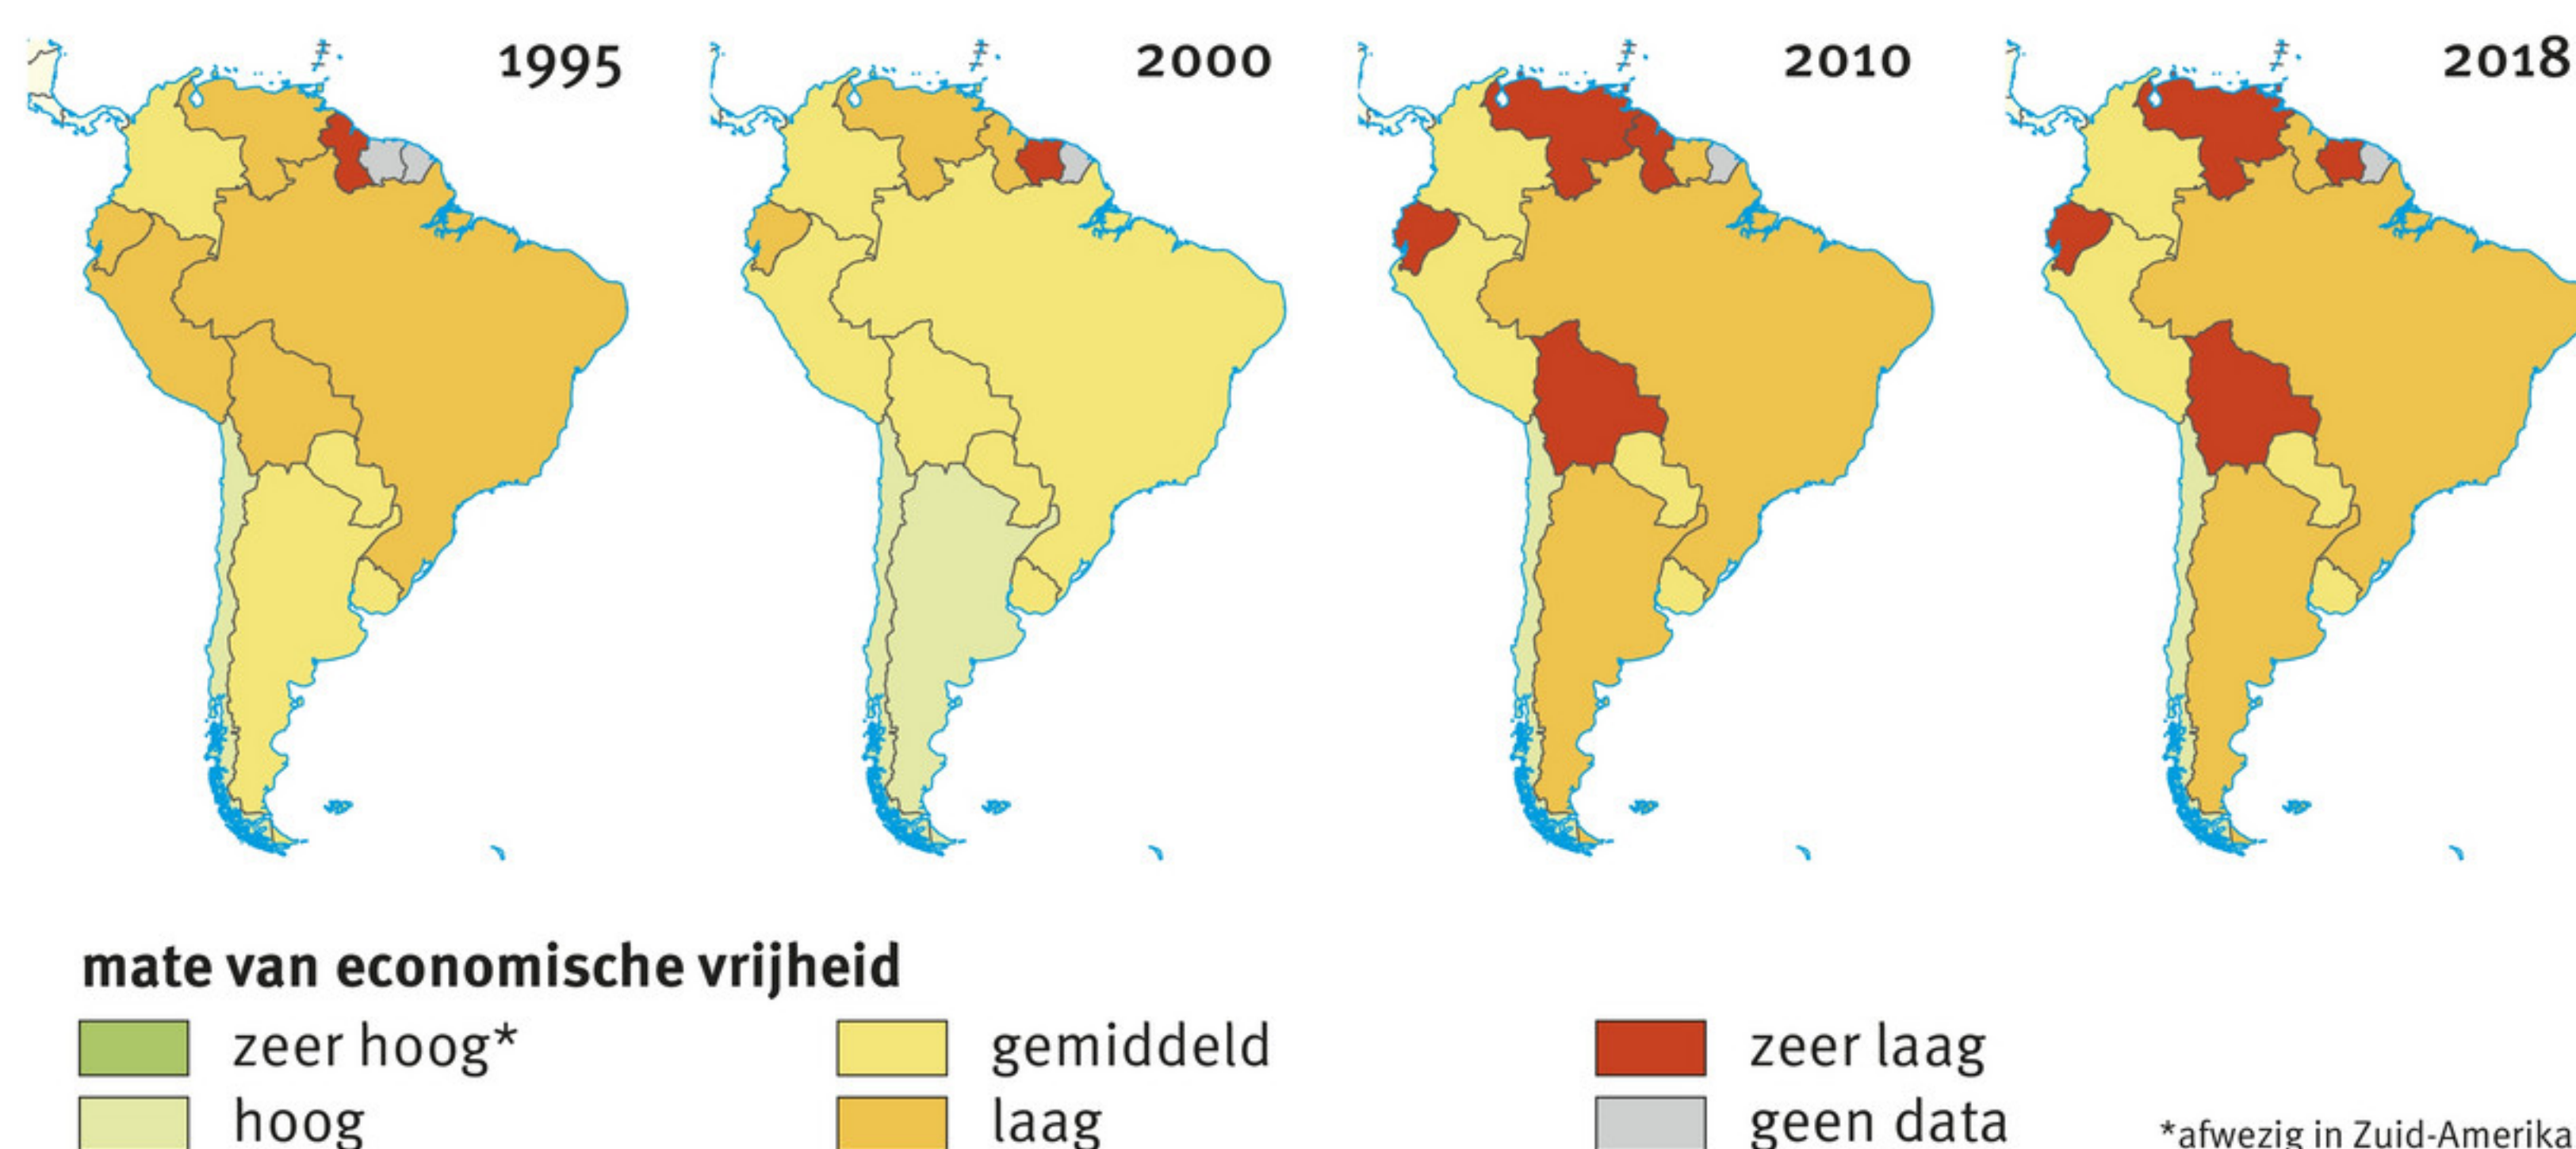 1995
2000
2010
2018
mate van economische vrijheid
zeer hoog*
gemiddeld
zeer laag
hoog
laag
geen data
*afwezig in Zuid-Amerika